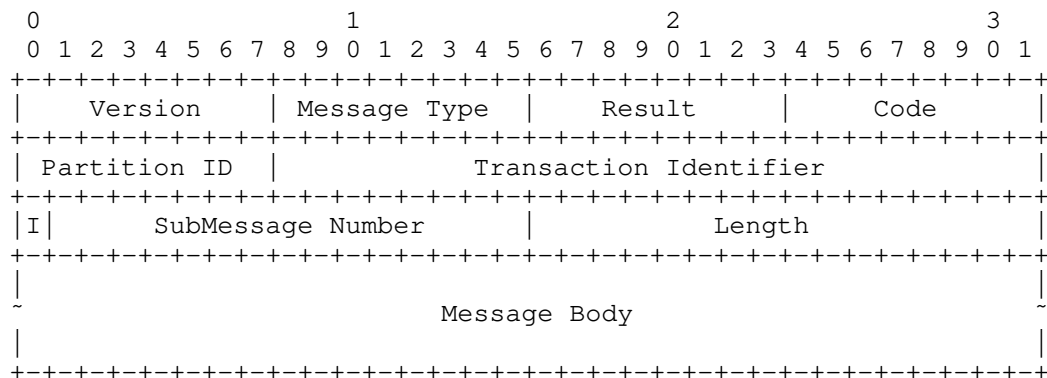 0                   1                   2                   3
 0 1 2 3 4 5 6 7 8 9 0 1 2 3 4 5 6 7 8 9 0 1 2 3 4 5 6 7 8 9 0 1
+-+-+-+-+-+-+-+-+-+-+-+-+-+-+-+-+-+-+-+-+-+-+-+-+-+-+-+-+-+-+-+-+
|    Version    | Message Type  |    Result     |     Code      |
+-+-+-+-+-+-+-+-+-+-+-+-+-+-+-+-+-+-+-+-+-+-+-+-+-+-+-+-+-+-+-+-+
| Partition ID  |            Transaction Identifier             |
+-+-+-+-+-+-+-+-+-+-+-+-+-+-+-+-+-+-+-+-+-+-+-+-+-+-+-+-+-+-+-+-+
|I|      SubMessage Number      |           Length              |
+-+-+-+-+-+-+-+-+-+-+-+-+-+-+-+-+-+-+-+-+-+-+-+-+-+-+-+-+-+-+-+-+
|                                                               |
~                          Message Body                         ~
|                                                               |
+-+-+-+-+-+-+-+-+-+-+-+-+-+-+-+-+-+-+-+-+-+-+-+-+-+-+-+-+-+-+-+-+